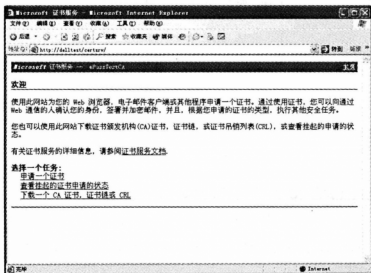 Microsoft 证书服务 - Microsoft Internet Explorer
文件(F) 编辑(E) 查看(V) 收藏(A) 工具(T) 帮助(H)
后退 搜索 收藏夹 媒体
地址(D) http://dalltest/certsrv/ 转到 链接
Microsoft 证书服务 -- 主页
欢迎
使用此网站为您的 Web 浏览器，电子邮件客户端或其他程序申请一个证书。通过使用证书，您可以向通过
Web 通信的人确认您的身份，签署并加密邮件，并且，根据您申请的证书的类型，执行其他安全任务。
您也可以使用此网站下载证书颁发机构(CA)证书，证书链，或证书吊销列表(CRL)，或查看挂起的申请的状
态。
有关证书服务的详细信息，请参阅证书服务文档.
选择一个任务:
申请一个证书
查看挂起的证书申请的状态
下载一个 CA 证书，证书链或 CRL
完毕 Internet